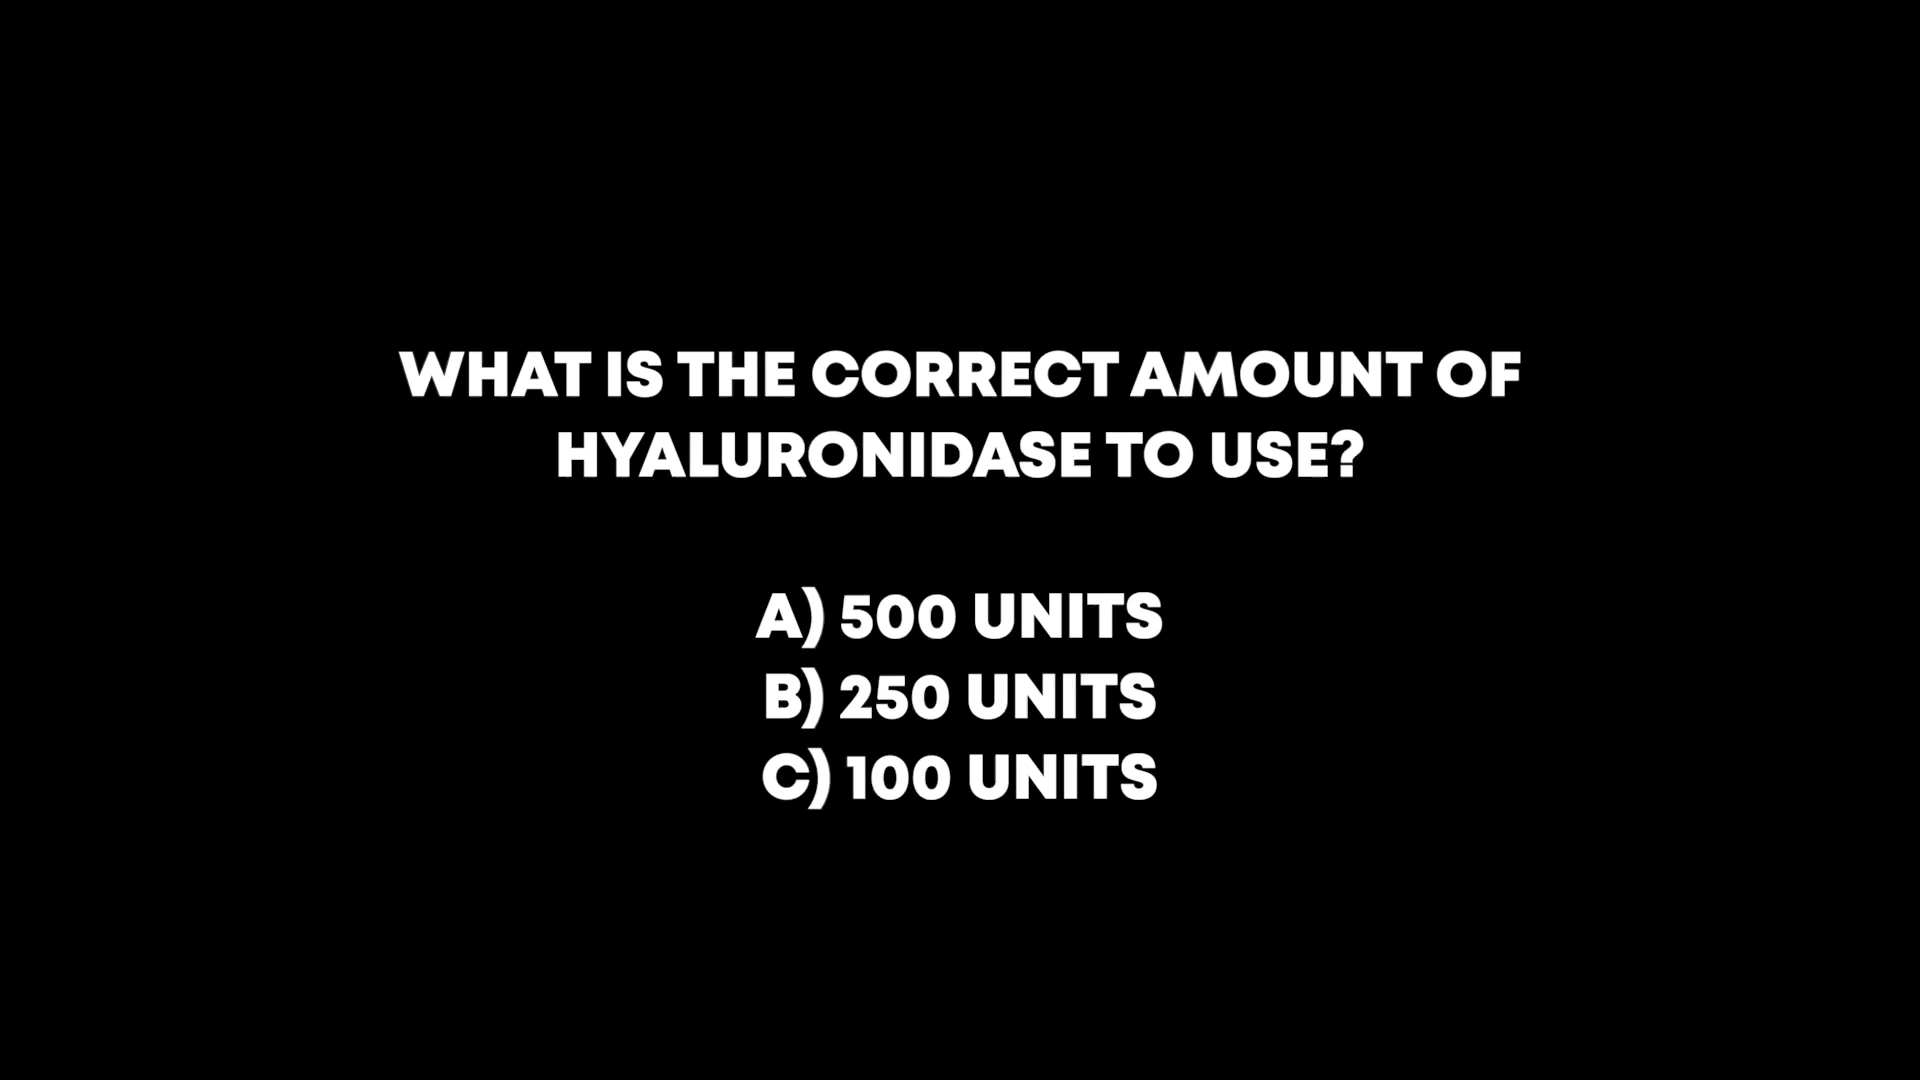 WHAT IS THE CORRECT AMOUNT OF
HYALURONIDASE TO USE?
A) 500 UNITS
B) 250 UNITS
C) 100 UNITS